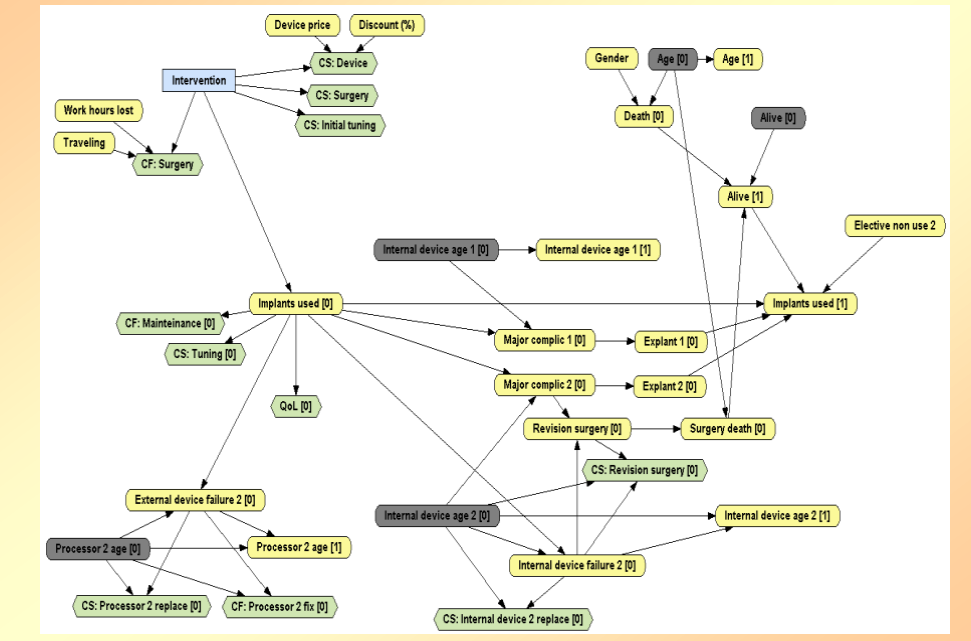 Device price
Discount (%)
Gender
Age [0]
Age [1]
CS: Device
Intervention
CS: Surgery
Work hours lost
Death [0]
Alive [0]
CS: Initial tuning
Traveling
CF: Surgery
Alive [1]
Elective non use 2
Internal device age 1 [0]
Internal device age 1 [1]
Implants used [0]
Implants used [1]
CF: Mainteinance [0]
Major complic 1 [0]
Explant 1 [0]
CS: Tuning [0]
Major complic 2 [0]
Explant 2 [0]
QoL [0]
Revision surgery [0]
Surgery death [0]
CS: Revision surgery [0]
External device failure 2 [0]
Internal device age 2 [0]
Internal device age 2 [1]
Processor 2 age [0]
Processor 2 age [1]
Internal device failure 2 [0]
CS: Processor 2 replace [0]
CF: Processor 2 fix [0]
CS: Internal device 2 replace [0]